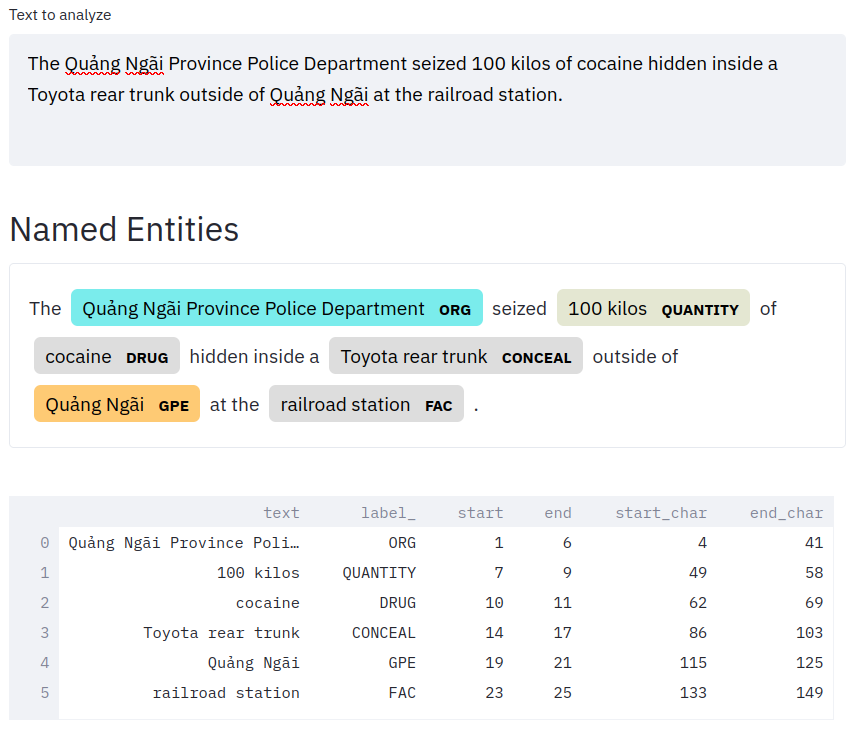 Text to analyze
The Quảng Ngãi Province Police Department seized 100 kilos of cocaine hidden inside a
Toyota rear trunk outside of Quảng Ngãi at the railroad station.
Named Entities
The Quảng Ngãi Province Police Department ORG seized 100 kilos QUANTITY of
cocaine DRUG hidden inside a Toyota rear trunk CONCEAL outside of
Quảng Ngãi GPE at the railroad station FAC .
text label_ start end start_char end_char
0 Quảng Ngãi Province Poli… ORG 1 6 4 41
1 100 kilos QUANTITY 7 9 49 58
2 cocaine DRUG 10 11 62 69
3 Toyota rear trunk CONCEAL 14 17 86 103
4 Quảng Ngãi GPE 19 21 115 125
5 railroad station FAC 23 25 133 149